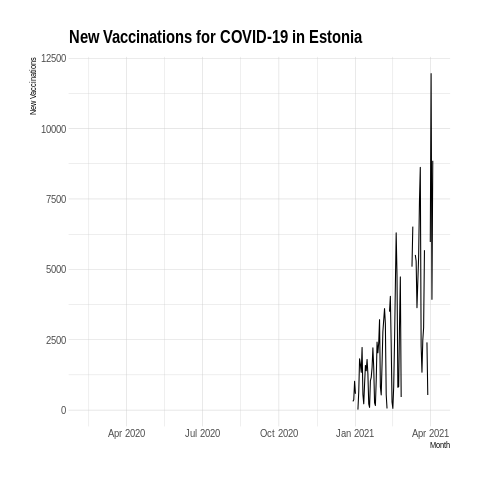 New Vaccinations for COVID-19 in Estonia
New Vaccinations
12500
10000
7500
5000
2500
0
Apr 2020 Jul 2020 Oct 2020 Jan 2021 Apr 2021
Month